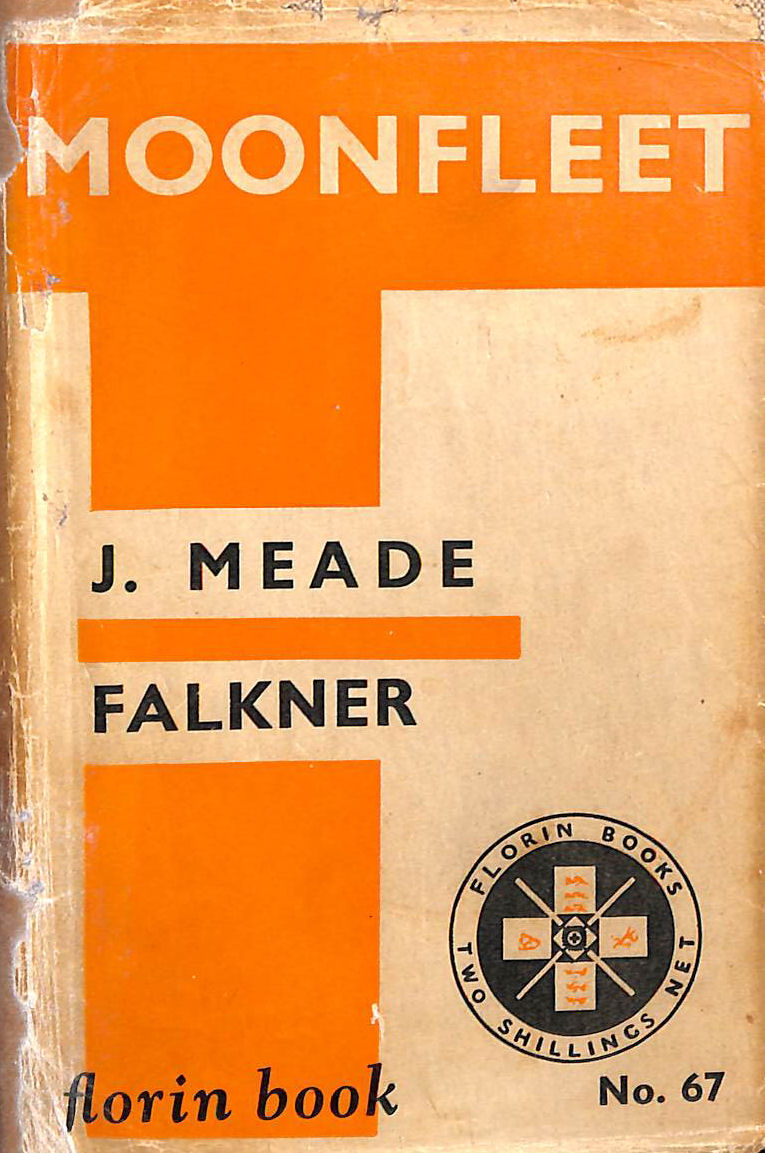 MOONFLEET
J. MEADE
FALKNER
FLORIN BOOKS
TWO SHILLINGS NET
florin book
No. 67